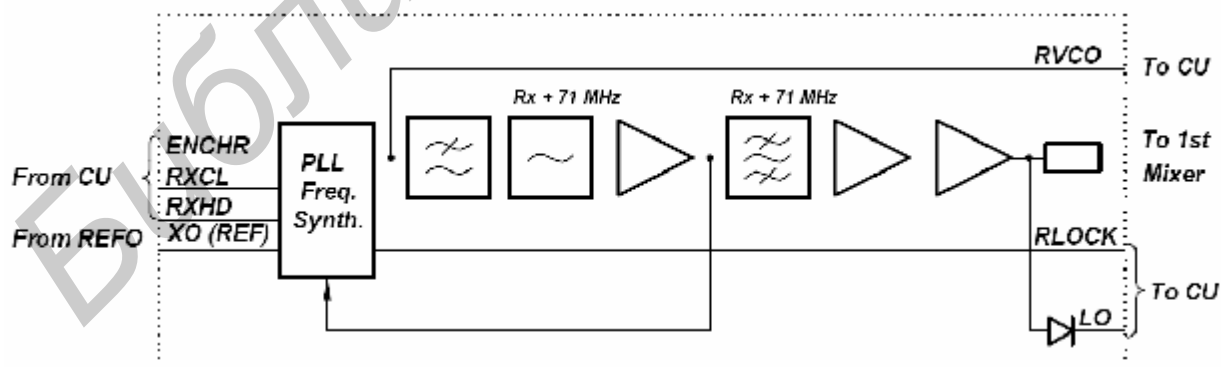 RVCO
To CU
Rx + 71 MHz
Rx + 71 MHz
ENCHR
RXCL
RXHD
XO (REF)
From CU
From REFO
PLL
Freq.
Synth.
To 1st
Mixer
RLOCK
To CU
LO
Библи